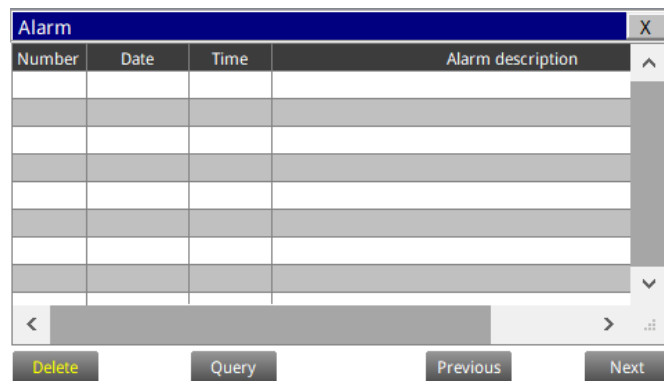 Alarm X
Number Date Time Alarm description
Delete Query Previous Next